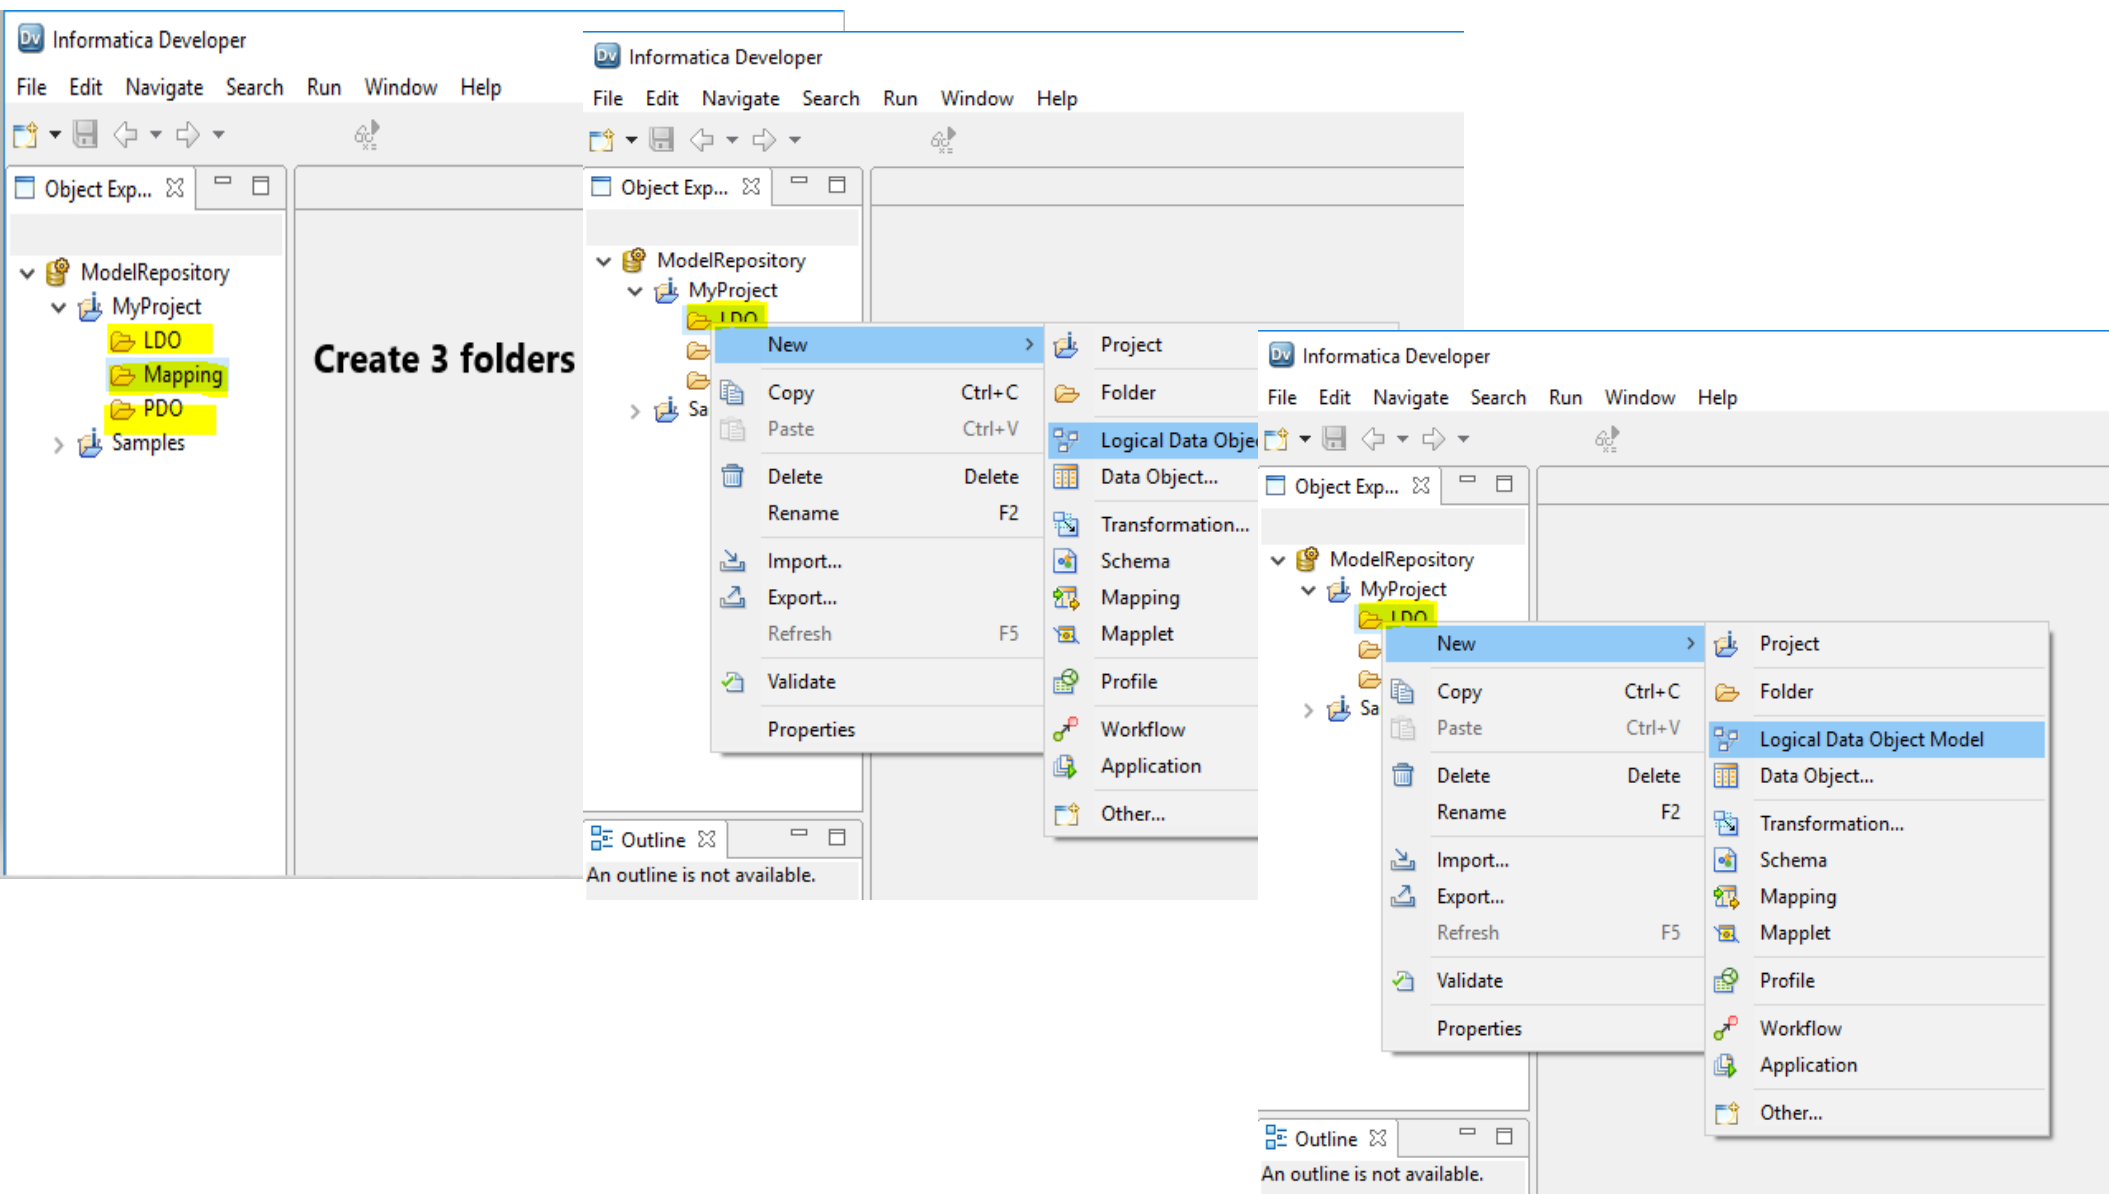 Informatica Developer
File Edit Navigate Search Run Window Help
Object Exp...
ModelRepository
MyProject
LDO
Mapping
PDO
Samples
Create 3 folders
Informatica Developer
File Edit Navigate Search Run Window Help
Object Exp...
ModelRepository
MyProject
LDO
Sa
New
Copy Ctrl+C
Paste Ctrl+V
Delete Delete
Rename F2
Import...
Export...
Refresh F5
Validate
Properties
Project
Folder
Logical Data Obje
Data Object...
Transformation...
Schema
Mapping
Mapplet
Profile
Workflow
Application
Other...
Outline
An outline is not available.
Informatica Developer
File Edit Navigate Search Run Window Help
Object Exp...
ModelRepository
MyProject
LDO
Sa
New
Copy Ctrl+C
Paste Ctrl+V
Delete Delete
Rename F2
Import...
Export...
Refresh F5
Validate
Properties
Project
Folder
Logical Data Object Model
Data Object...
Transformation...
Schema
Mapping
Mapplet
Profile
Workflow
Application
Other...
Outline
An outline is not available.